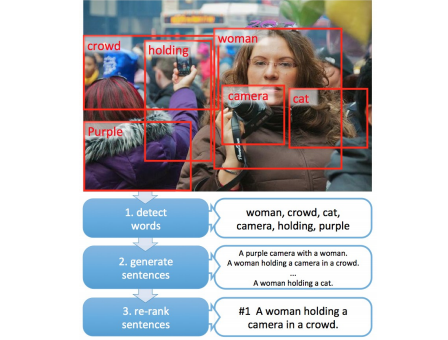 woman
crowd
holding
camera
cat
Purple
1. detect
words
woman, crowd, cat,
camera, holding, purple
2. generate
sentences
A purple camera with a woman.
A woman holding a camera in a crowd.
...
A woman holding a cat.
3. re-rank
sentences
#1 A woman holding a
camera in a crowd.